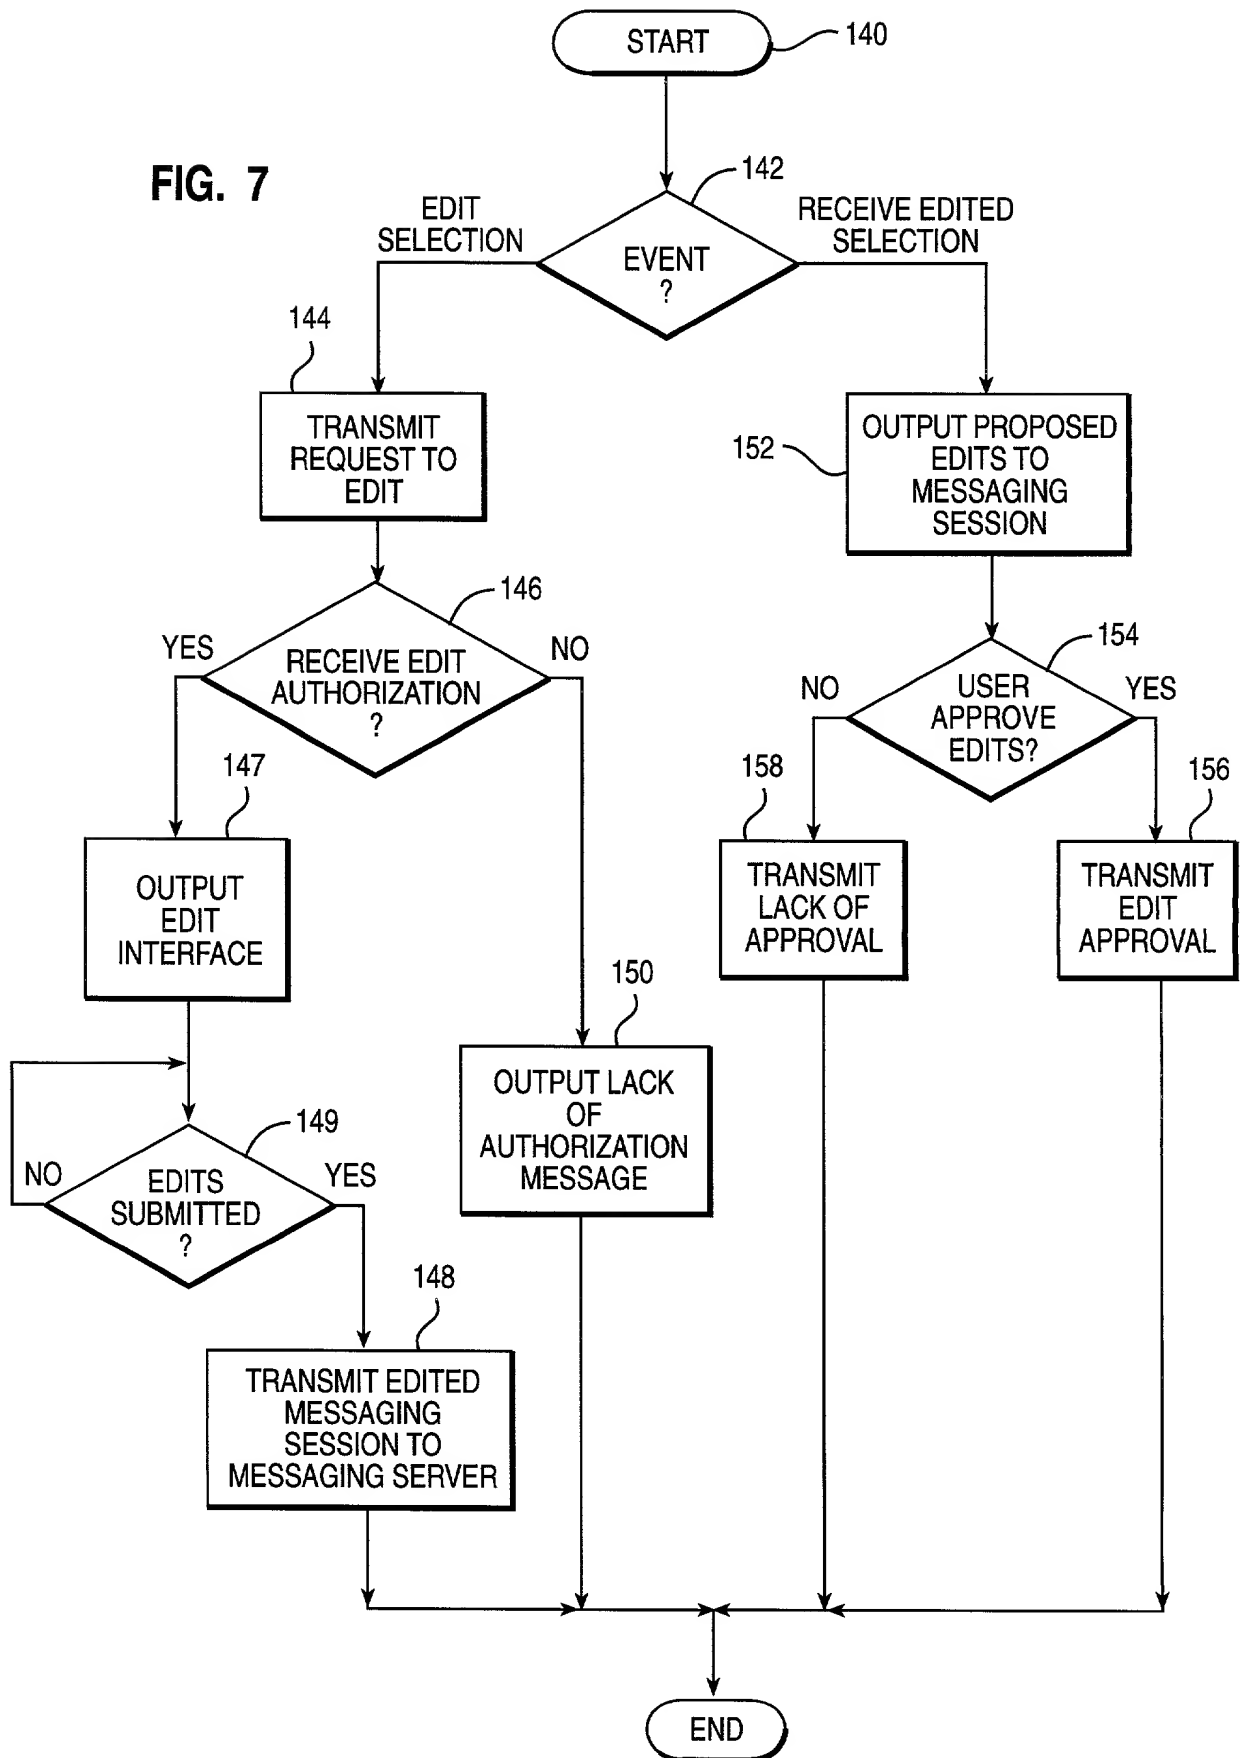 START
140
FIG. 7
142
EDIT
SELECTION
EVENT
?
RECEIVE EDITED
SELECTION
144
TRANSMIT
REQUEST TO
EDIT
152
OUTPUT PROPOSED
EDITS TO
MESSAGING
SESSION
146
YES
RECEIVE EDIT
AUTHORIZATION
?
NO
154
NO
USER
APPROVE
EDITS?
YES
147
OUTPUT
EDIT
INTERFACE
158
TRANSMIT
LACK OF
APPROVAL
156
TRANSMIT
EDIT
APPROVAL
150
OUTPUT LACK
OF
AUTHORIZATION
MESSAGE
149
NO
EDITS
SUBMITTED
?
YES
148
TRANSMIT EDITED
MESSAGING
SESSION TO
MESSAGING SERVER
END